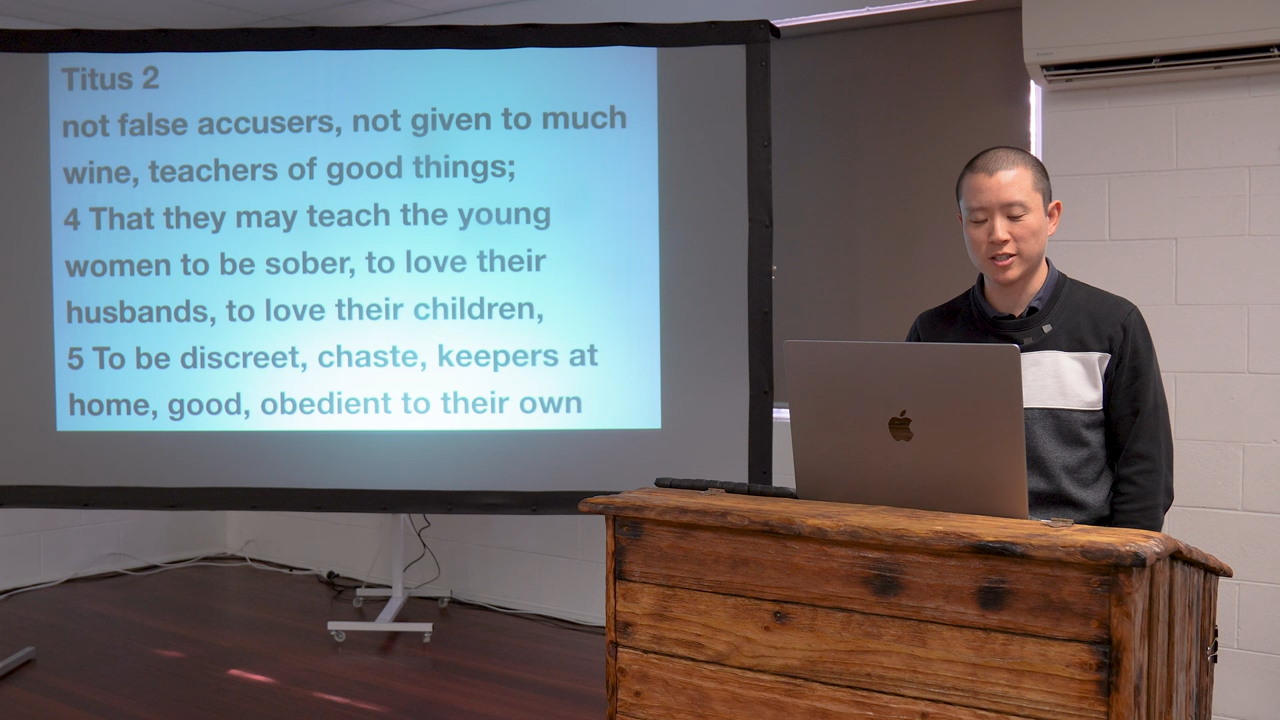 Titus 2
not false accusers, not given to much
wine, teachers of good things;
4 That they may teach the young
women to be sober, to love their
husbands, to love their children,
5 To be discreet, chaste, keepers at
home, good, obedient to their own